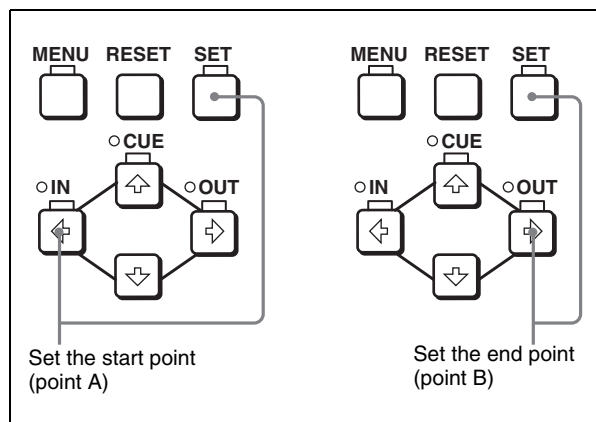 MENU RESET SET
CUE
IN OUT
Set the start point
(point A)
MENU RESET SET
CUE
IN OUT
Set the end point
(point B)